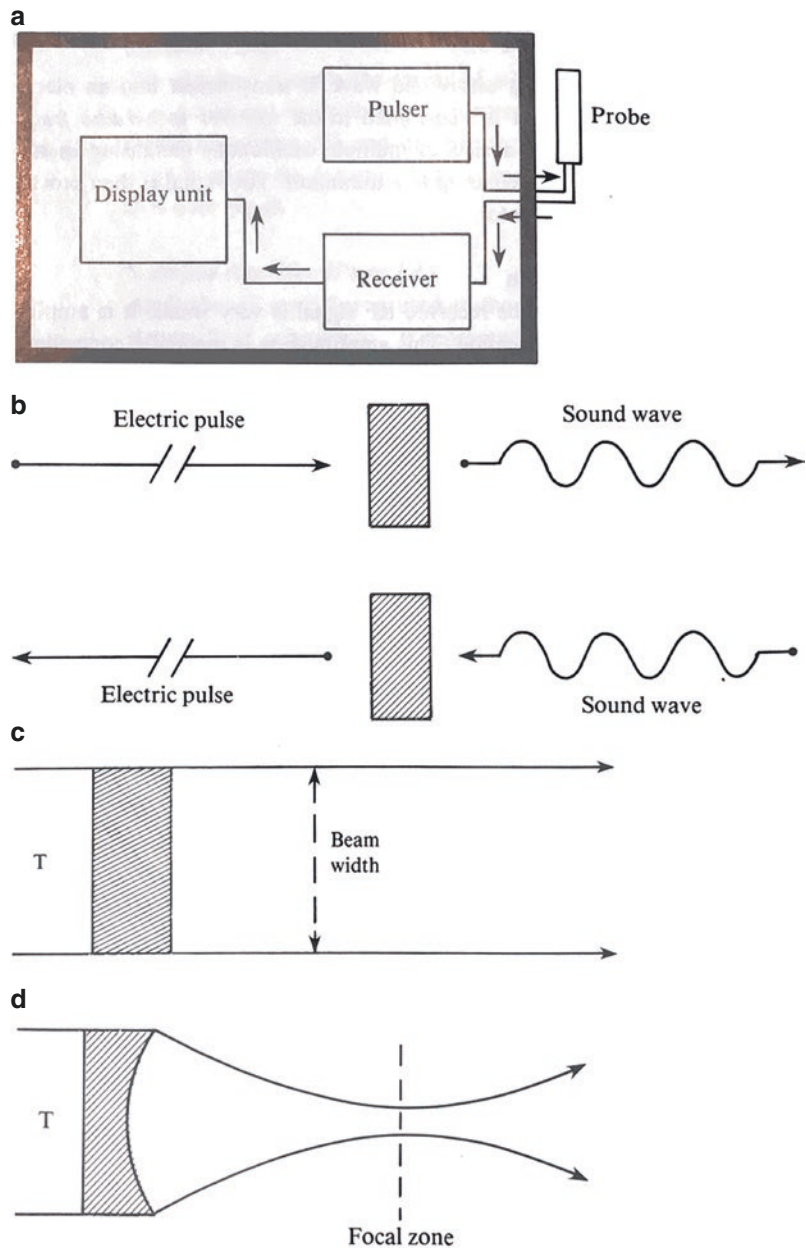 a
Pulser
Probe
Display unit
Receiver
b
Electric pulse
Sound wave
Electric pulse
Sound wave
c
T
Beam
width
d
T
Focal zone